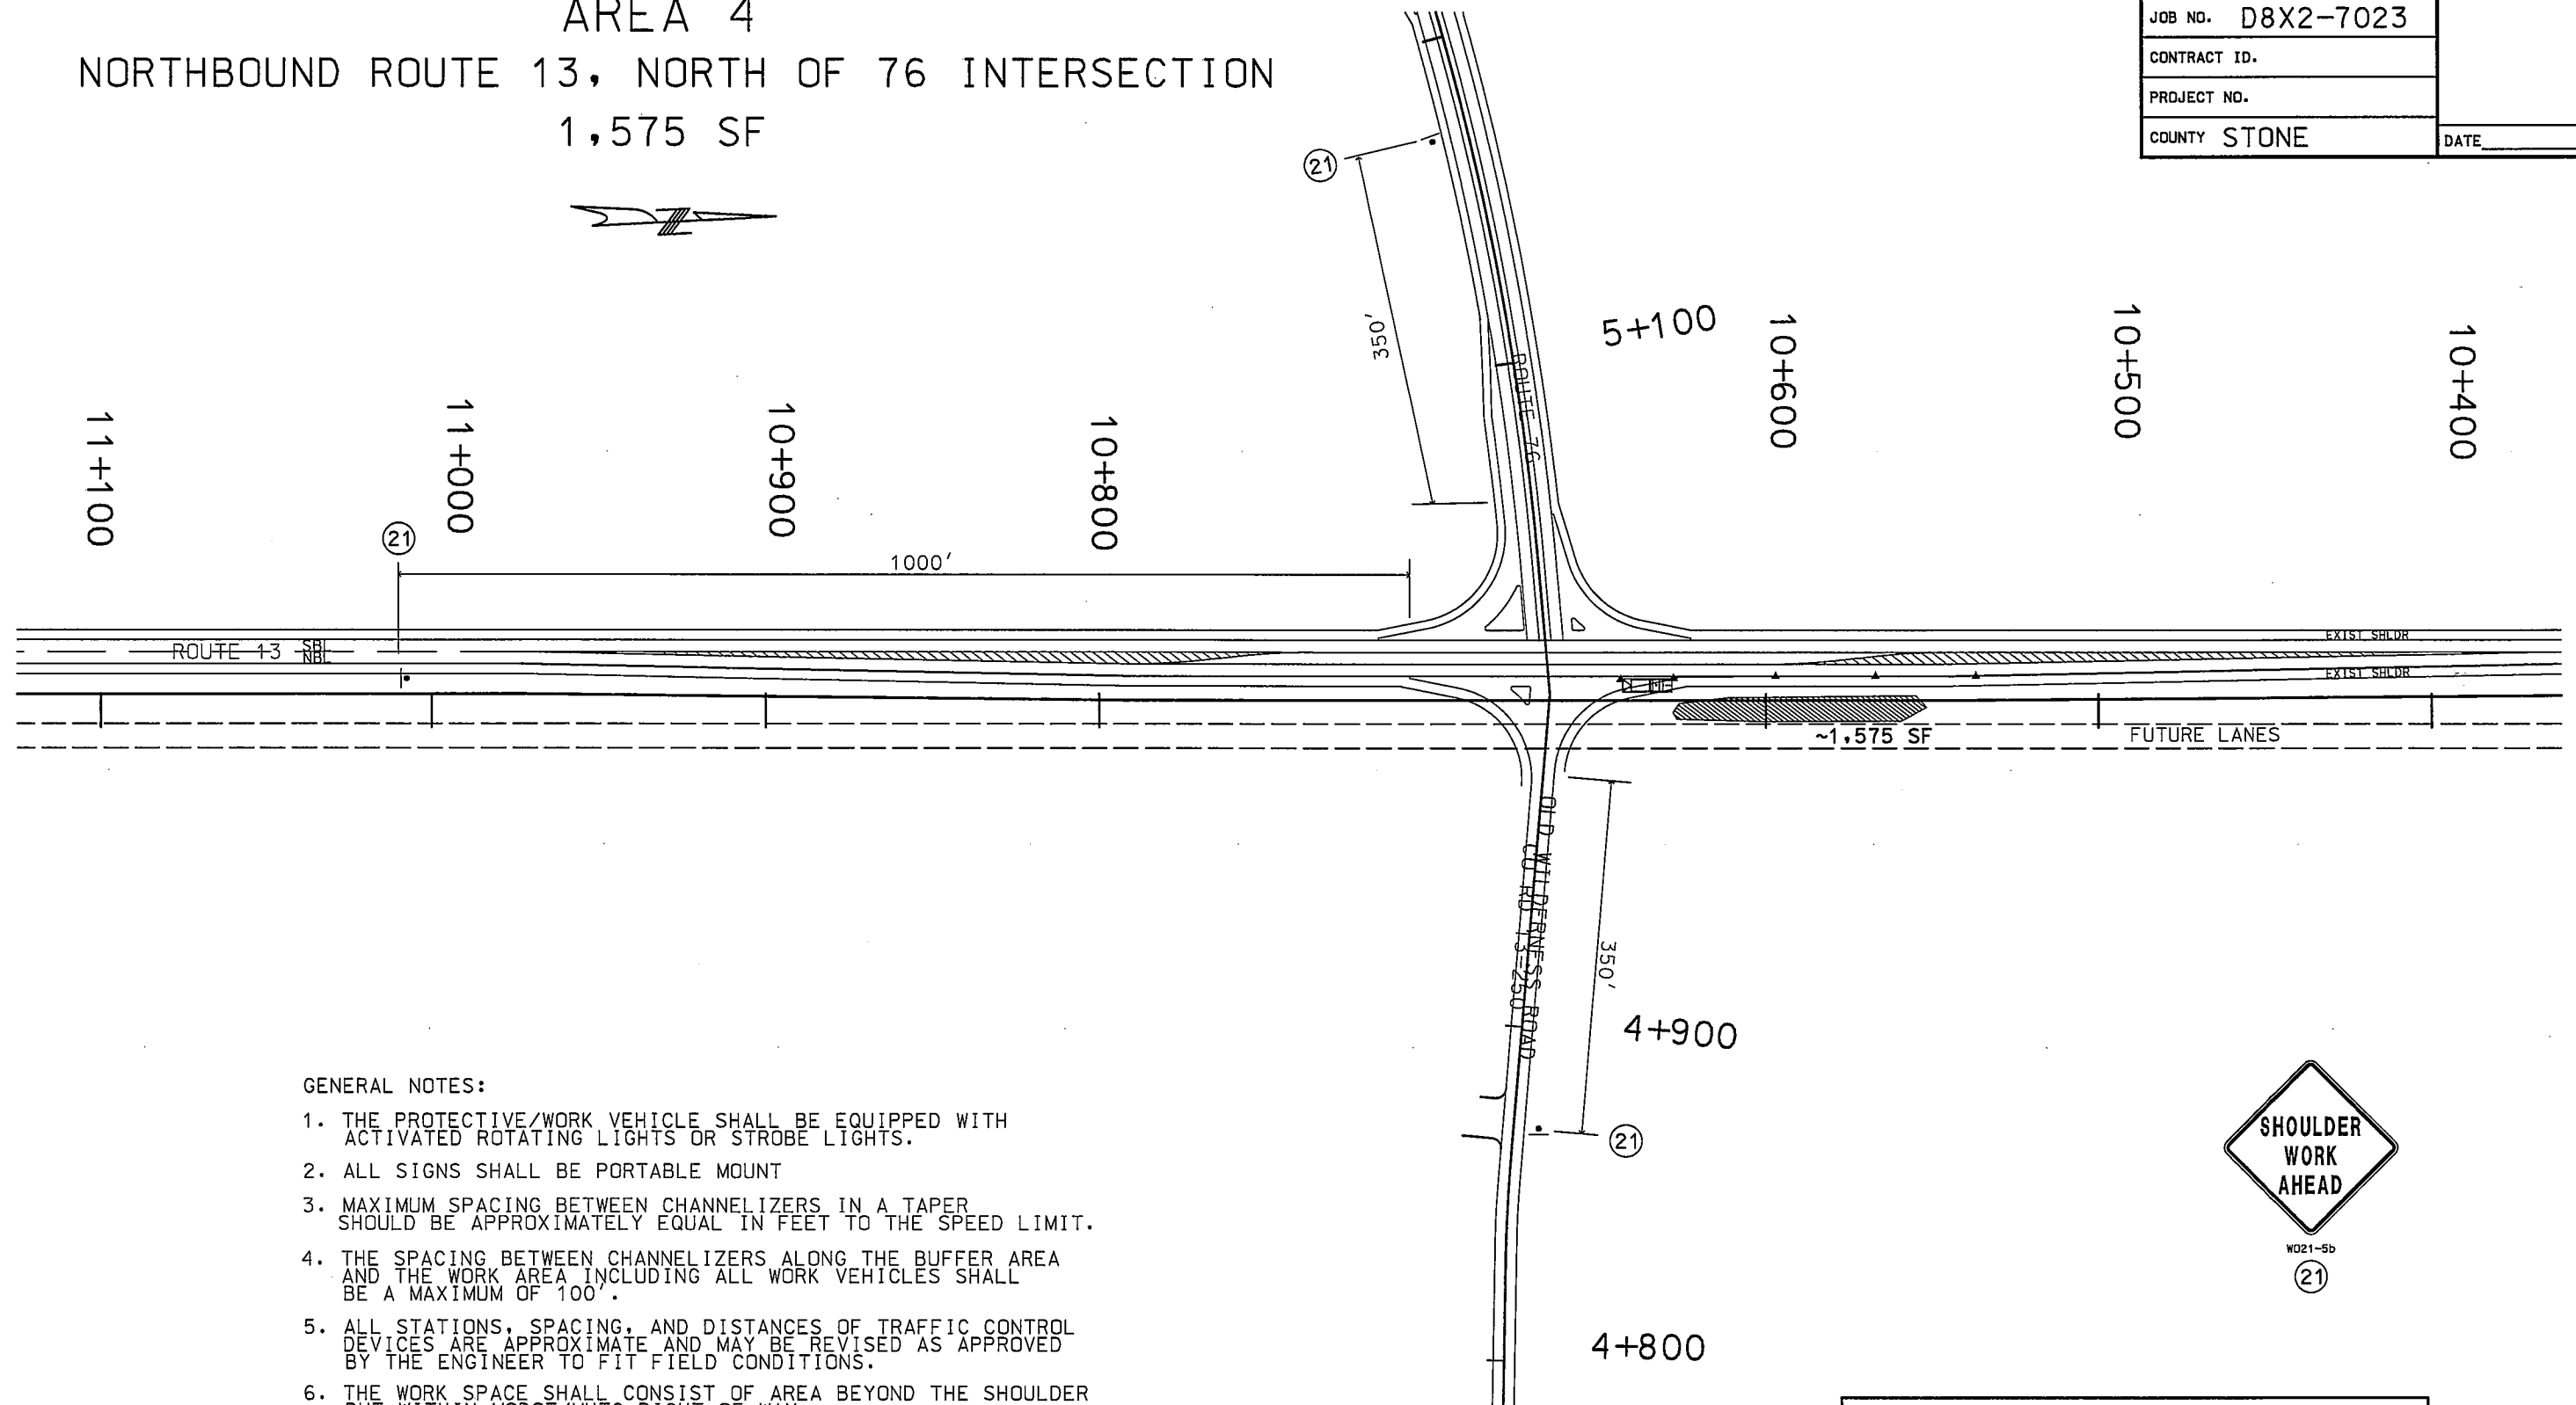 AREA 4
NORTHBOUND ROUTE 13, NORTH OF 76 INTERSECTION
1,575 SF
JOB NO. D8X2-7023
CONTRACT ID.
PROJECT NO.
COUNTY STONE
DATE
21
350'
ROUTE 76
5+100
11+100
11+000
10+900
10+800
10+600
10+500
10+400
21
1000'
ROUTE 13
SBL
NBL
EXIST SHLDR
EXIST SHLDR
~1,575 SF
FUTURE LANES
OLD WILDERNESS ROAD
CO RD 13-250
350'
4+900
21
4+800
GENERAL NOTES:
1. THE PROTECTIVE/WORK VEHICLE SHALL BE EQUIPPED WITH
ACTIVATED ROTATING LIGHTS OR STROBE LIGHTS.
2. ALL SIGNS SHALL BE PORTABLE MOUNT
3. MAXIMUM SPACING BETWEEN CHANNELIZERS IN A TAPER
SHOULD BE APPROXIMATELY EQUAL IN FEET TO THE SPEED LIMIT.
4. THE SPACING BETWEEN CHANNELIZERS ALONG THE BUFFER AREA
AND THE WORK AREA INCLUDING ALL WORK VEHICLES SHALL
BE A MAXIMUM OF 100'.
5. ALL STATIONS, SPACING, AND DISTANCES OF TRAFFIC CONTROL
DEVICES ARE APPROXIMATE AND MAY BE REVISED AS APPROVED
BY THE ENGINEER TO FIT FIELD CONDITIONS.
6. THE WORK SPACE SHALL CONSIST OF AREA BEYOND THE SHOULDER
SHOULDER
WORK
AHEAD
WO21-5b
21